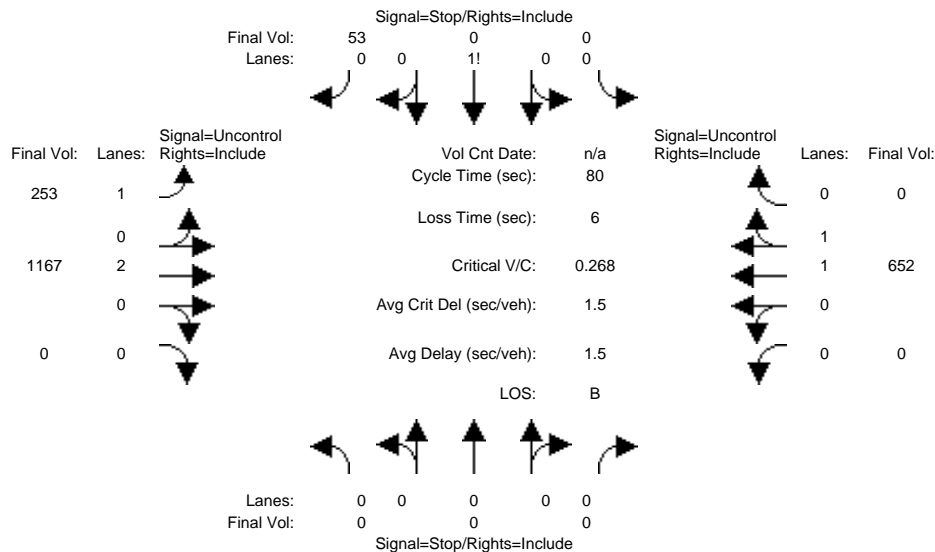 Signal=Stop/Rights=Include
Final Vol: 53 0 0
Lanes: 0 0 1! 0 0
Signal=Uncontrol Signal=Uncontrol
Final Vol: Lanes: Rights=Include Vol Cnt Date: n/a Rights=Include Lanes: Final Vol:
Cycle Time (sec): 80
253 1 0 0
Loss Time (sec): 6
0 1
1167 2 Critical V/C: 0.268 1 652
0 Avg Crit Del (sec/veh): 1.5 0
0 0 Avg Delay (sec/veh): 1.5 0 0
LOS: B
Lanes: 0 0 0 0 0
Final Vol: 0 0 0
Signal=Stop/Rights=Include